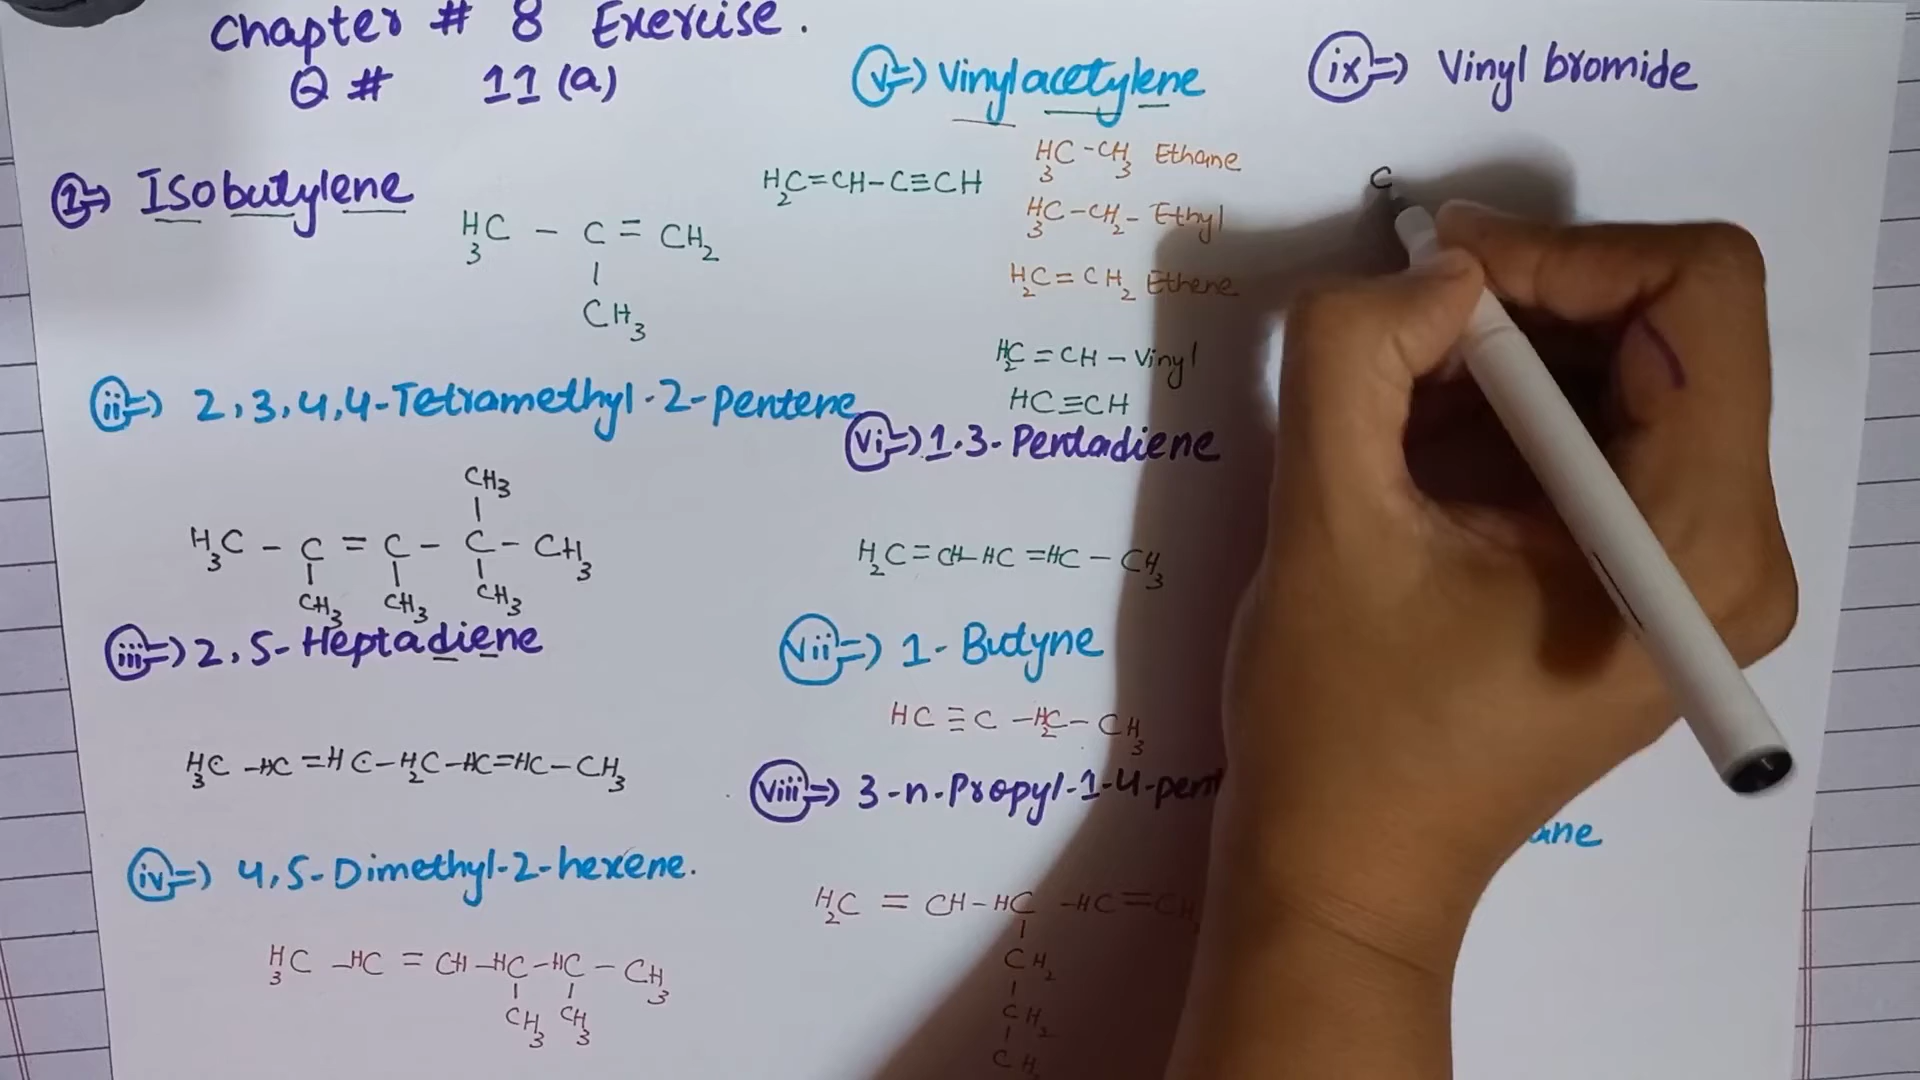 Chapter # 8 Exercise.
Q # 11 (a)
1 => Isobutylene
H3C - C = CH2
|
CH3
ii => 2,3,4,4-Tetramethyl-2-Pentene
CH3
|
H3C - C = C - C - CH3
| | |
CH3 CH3 CH3
iii => 2,5-Heptadiene
H3C - HC = HC - H2C - HC = HC - CH3
iv => 4,5-Dimethyl-2-hexene.
H3C - HC = CH - HC - HC - CH3
| |
CH3 CH3
v => Vinylacetylene
H2C=CH-C≡CH
H3C-CH3 Ethane
H3C-CH2- Ethyl
H2C=CH2 Ethene
H2C=CH- Vinyl
HC≡CH
vi => 1.3-Pentadiene
H2C=CH-HC=HC-CH3
vii => 1-Butyne
HC≡C-H2C-CH3
viii => 3-n-Propyl-1-4-pent
H2C = CH-HC-HC=CH2
|
CH2
|
CH2
|
CH3
ix => Vinyl bromide
C
ane